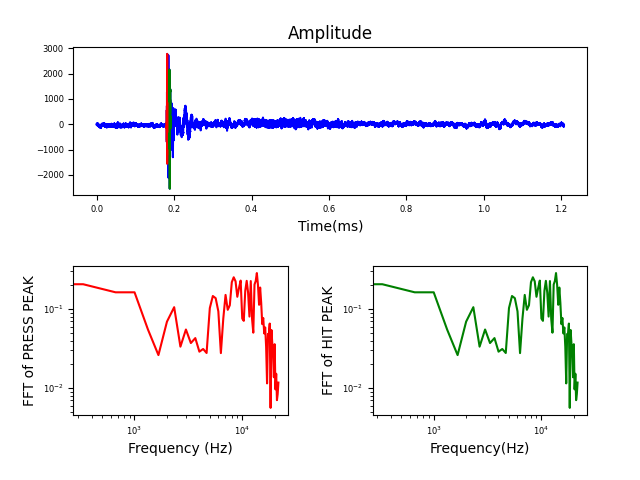 Amplitude
3000
2000
1000
0
−1000
−2000
0.0 0.2 0.4 0.6 0.8 1.0 1.2
Time(ms)
FFT of PRESS PEAK
10⁻¹
10⁻²
10³ 10⁴
Frequency (Hz)
FFT of HIT PEAK
10⁻¹
10⁻²
10³ 10⁴
Frequency(Hz)